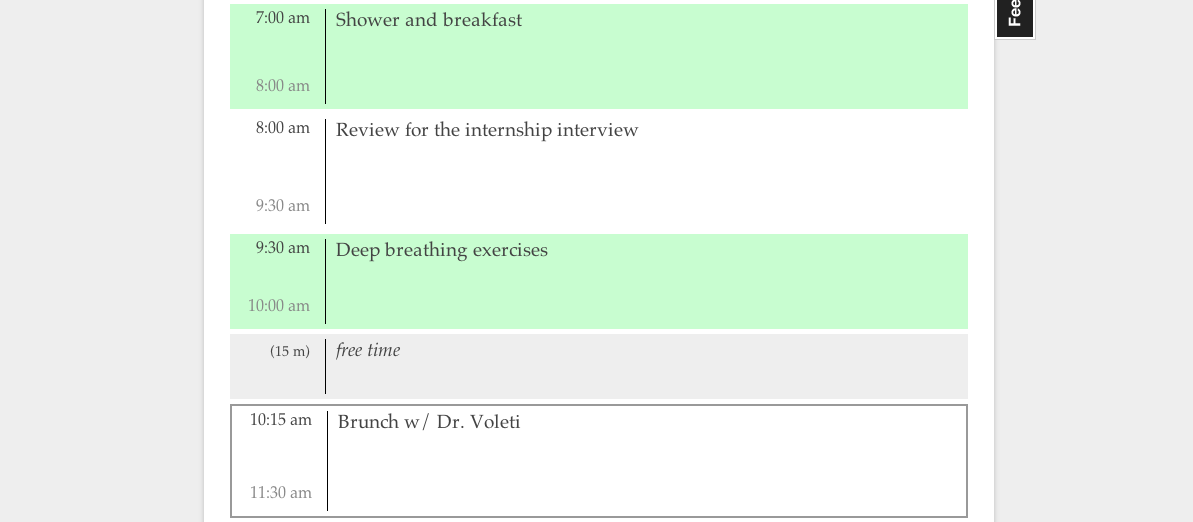 7:00 am Shower and breakfast
8:00 am
8:00 am Review for the internship interview
9:30 am
9:30 am Deep breathing exercises
10:00 am
(15 m) free time
10:15 am Brunch w/ Dr. Voleti
11:30 am
Fee